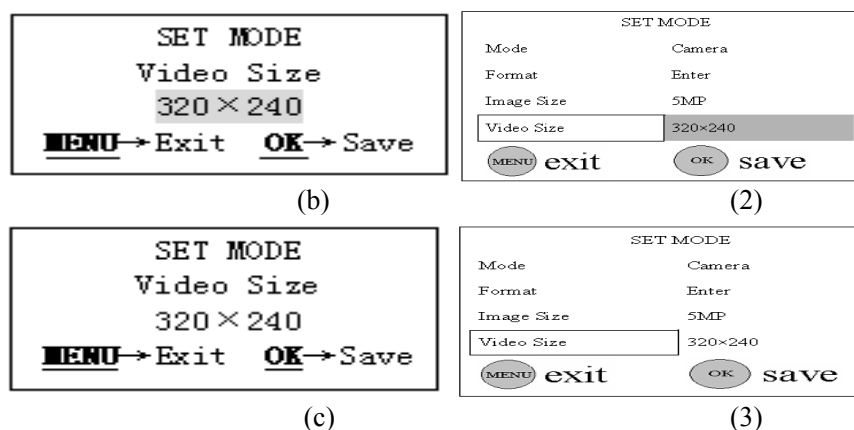 SET MODE
Video Size
320×240
MENU→Exit OK→Save
(b)
SET MODE
Mode Camera
Format Enter
Image Size 5MP
Video Size 320×240
MENU exit OK save
(2)
SET MODE
Video Size
320×240
MENU→Exit OK→Save
(c)
SET MODE
Mode Camera
Format Enter
Image Size 5MP
Video Size 320×240
MENU exit OK save
(3)